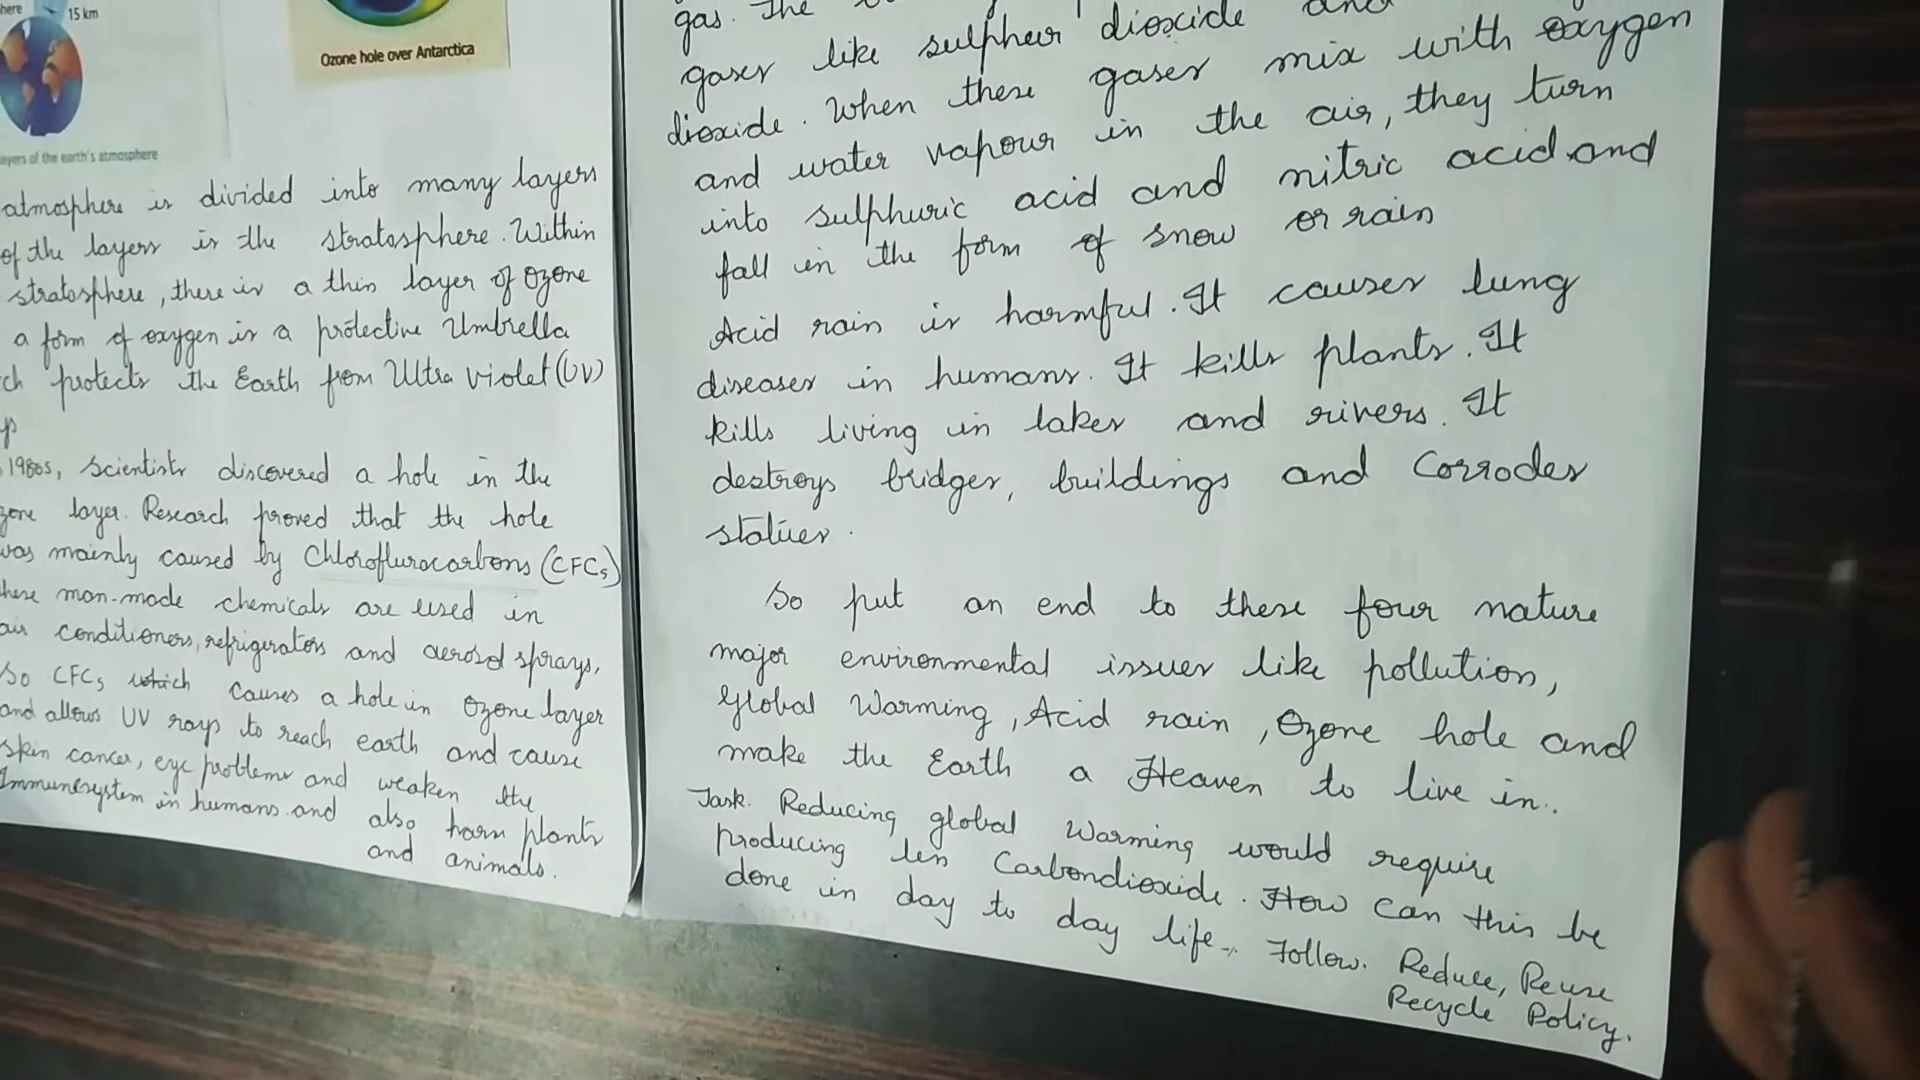 here
15 km
Ozone hole over Antarctica
layers of the earth's atmosphere
atmosphere is divided into many layers
of the layers is the stratosphere. Within
stratosphere, there is a thin layer of Ozone
a form of oxygen is a protective Umbrella
ch protects the Earth from Ultra violet (UV)
1980s, scientists discovered a hole in the
zone layer. Research proved that the hole
was mainly caused by Chloroflurocarbons (CFCs)
these man-made chemicals are used in
air conditioners, refrigerators and aerosol sprays,
So CFCs which causes a hole in Ozone layer
and allows UV rays to reach earth and cause
skin cancer, eye problems and weaken the
Immunesystem in humans and also harm plants
and animals.
gas. The
gases like sulpheur dioxide and
dioxide. When these gases mix with oxygen
and water vapour in the air, they turn
into sulphuric acid and nitric acid and
fall in the form of snow or rain
Acid rain is harmful. It causes lung
diseases in humans. It kills plants. It
kills living in lakes and rivers. It
destroys bridges, buildings and Corrodes
statues.
So put an end to these four nature
major environmental issues like pollution,
Global Warming, Acid rain, Ozone hole and
make the Earth a Heaven to live in..
Task. Reducing global Warming would require
producing less Carbondioxide. How can this be
done in day to day life.. Follow. Reduce, Reuse
Recycle Policy.